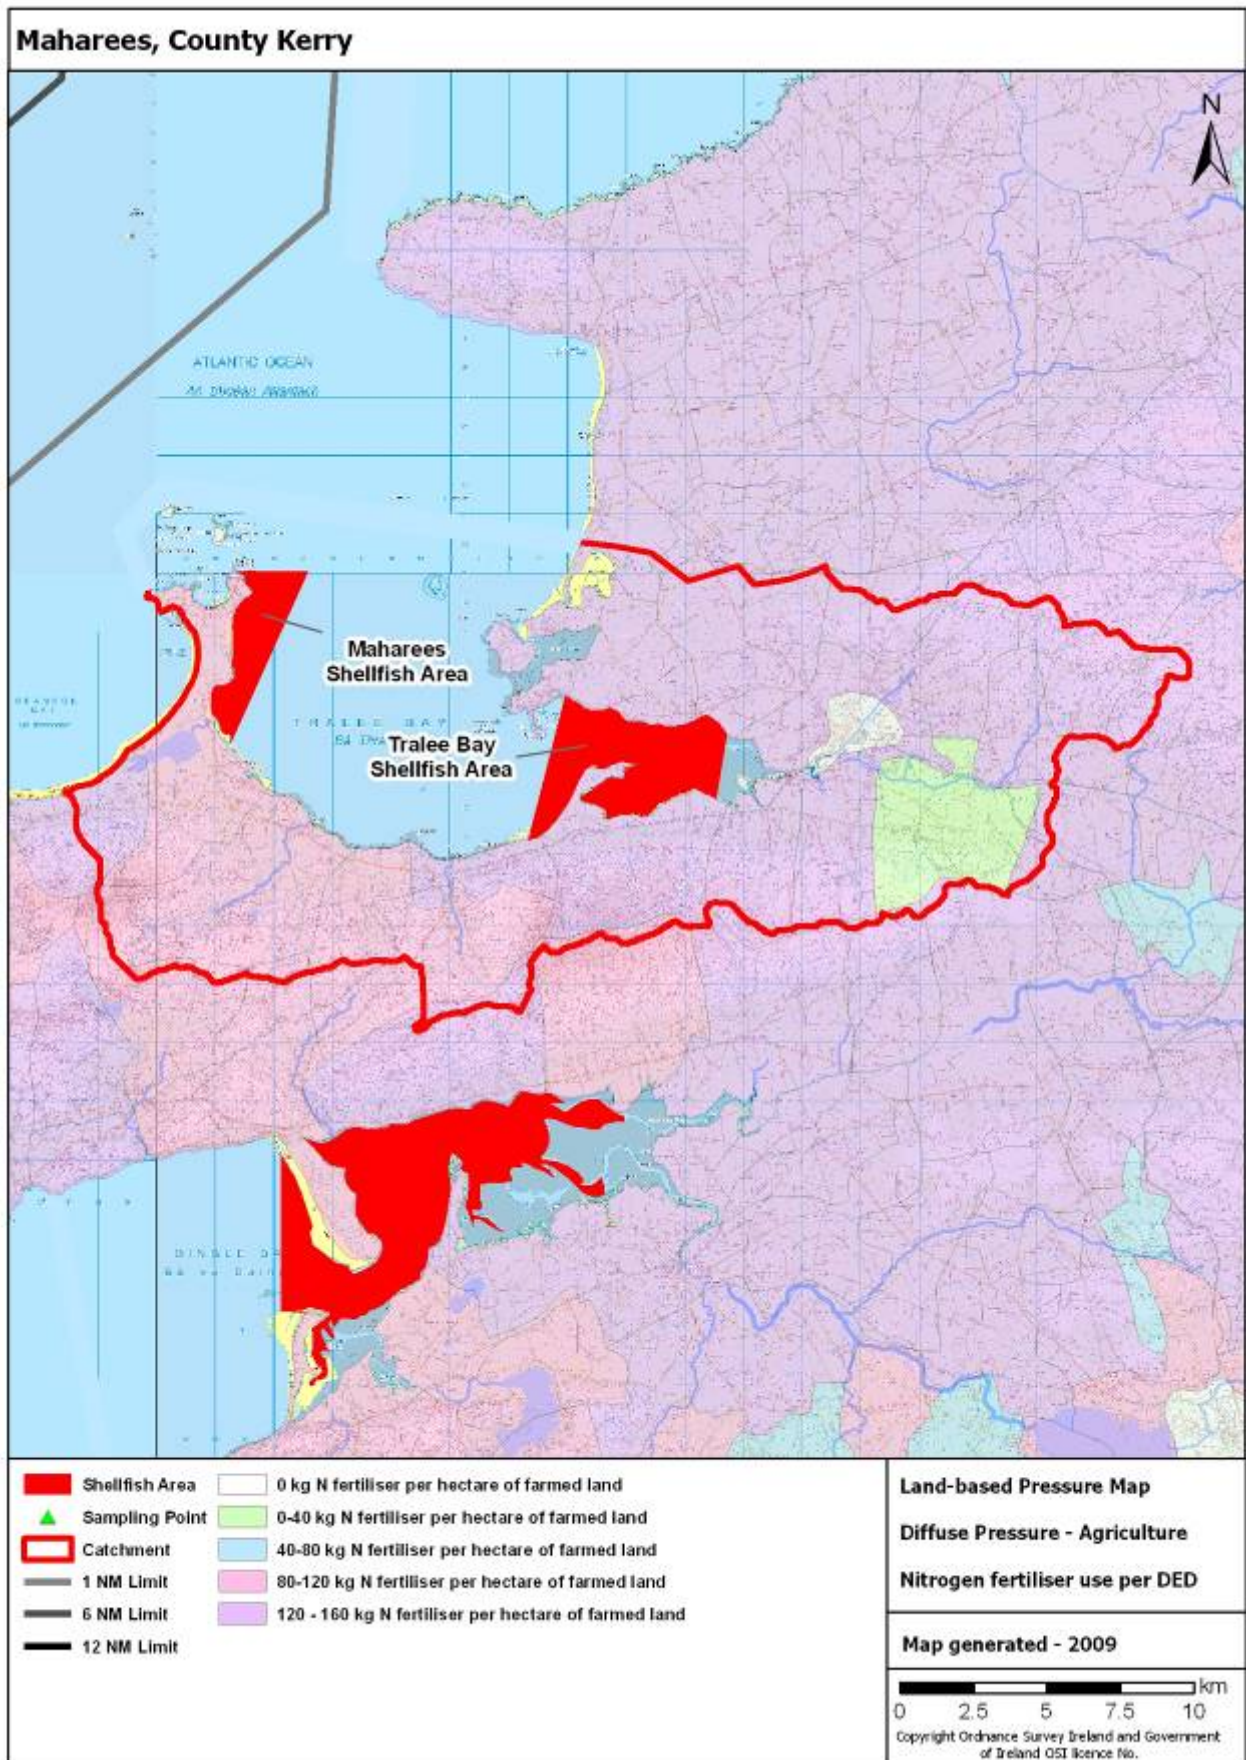 Maharees, County Kerry
N
ATLANTIC OCEAN
Maharees
Shellfish Area
TRALEE BAY
Tralee Bay
Shellfish Area
Shellfish Area
Sampling Point
Catchment
1 NM Limit
6 NM Limit
12 NM Limit
0 kg N fertiliser per hectare of farmed land
0-40 kg N fertiliser per hectare of farmed land
40-80 kg N fertiliser per hectare of farmed land
80-120 kg N fertiliser per hectare of farmed land
120 - 160 kg N fertiliser per hectare of farmed land
Land-based Pressure Map
Diffuse Pressure - Agriculture
Nitrogen fertiliser use per DED
Map generated - 2009
km
0 2.5 5 7.5 10
Copyright Ordnance Survey Ireland and Government
of Ireland OSI licence No.